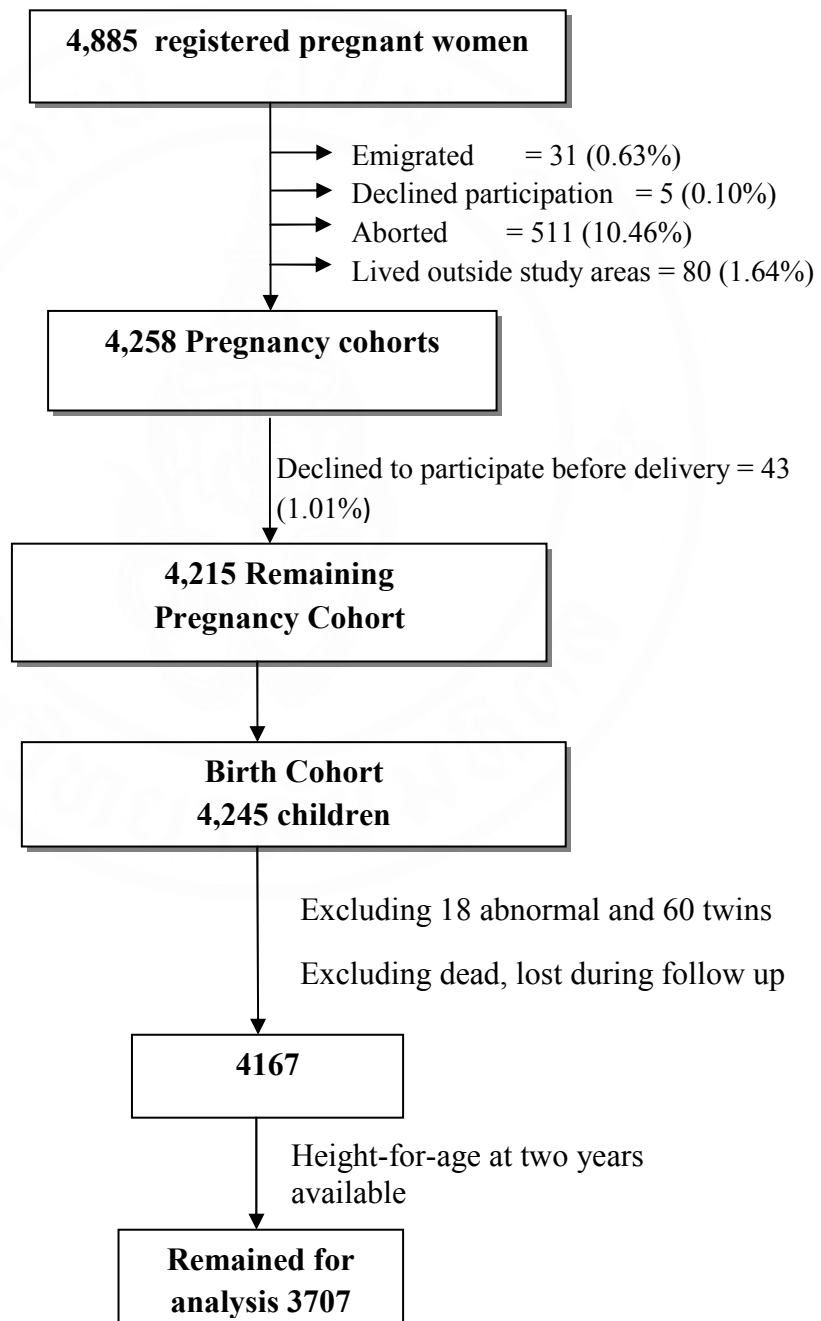 4,885 registered pregnant women
Emigrated = 31 (0.63%)
Declined participation = 5 (0.10%)
Aborted = 511 (10.46%)
Lived outside study areas = 80 (1.64%)
4,258 Pregnancy cohorts
Declined to participate before delivery = 43
(1.01%)
4,215 Remaining
Pregnancy Cohort
Birth Cohort
4,245 children
Excluding 18 abnormal and 60 twins
Excluding dead, lost during follow up
4167
Height-for-age at two years
available
Remained for
analysis 3707